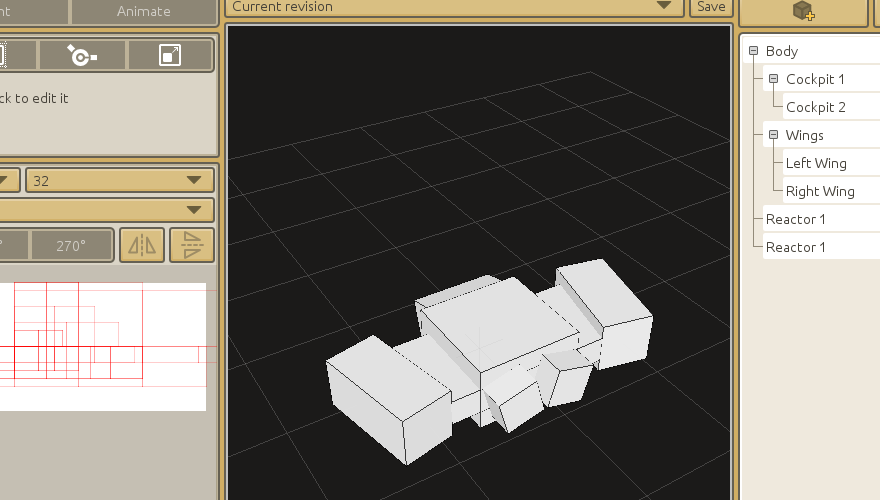 nt
Animate
Current revision
Save
ck to edit it
32
°
270°
Body
Cockpit 1
Cockpit 2
Wings
Left Wing
Right Wing
Reactor 1
Reactor 1